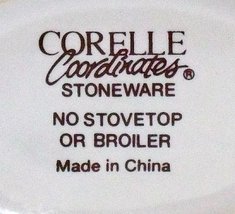 CORELLE
Coordinates®
STONEWARE
NO STOVETOP
OR BROILER
Made in China